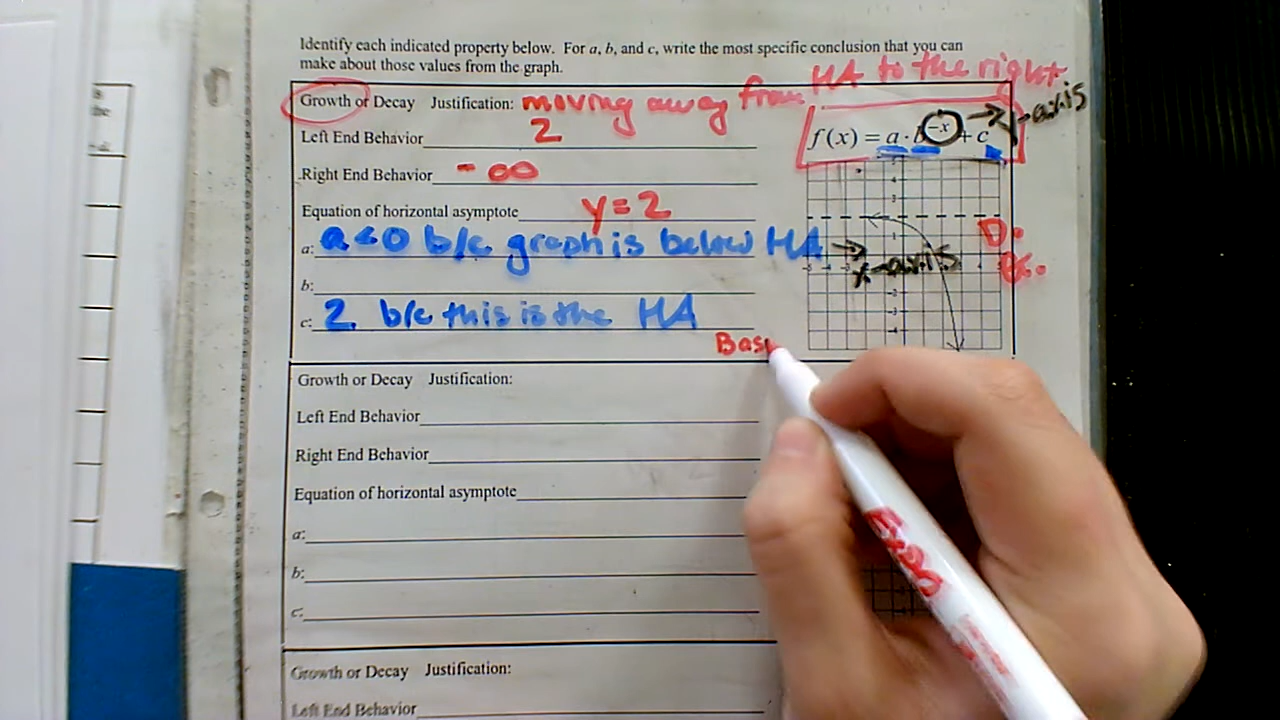 Identify each indicated property below. For a, b, and c, write the most specific conclusion that you can
make about those values from the graph.
Growth or Decay Justification: moving away from HA to the right
f(x) = a · b^-x + c → y-axis
Left End Behavior 2
Right End Behavior - ∞
Equation of horizontal asymptote y = 2
a: a < 0 b/c graph is below HA
→ x-axis
b:
c: 2 b/c this is the HA
Bas
Growth or Decay Justification:
Left End Behavior
Right End Behavior
Equation of horizontal asymptote
a:
b:
c:
Growth or Decay Justification:
Left End Behavior
Expo